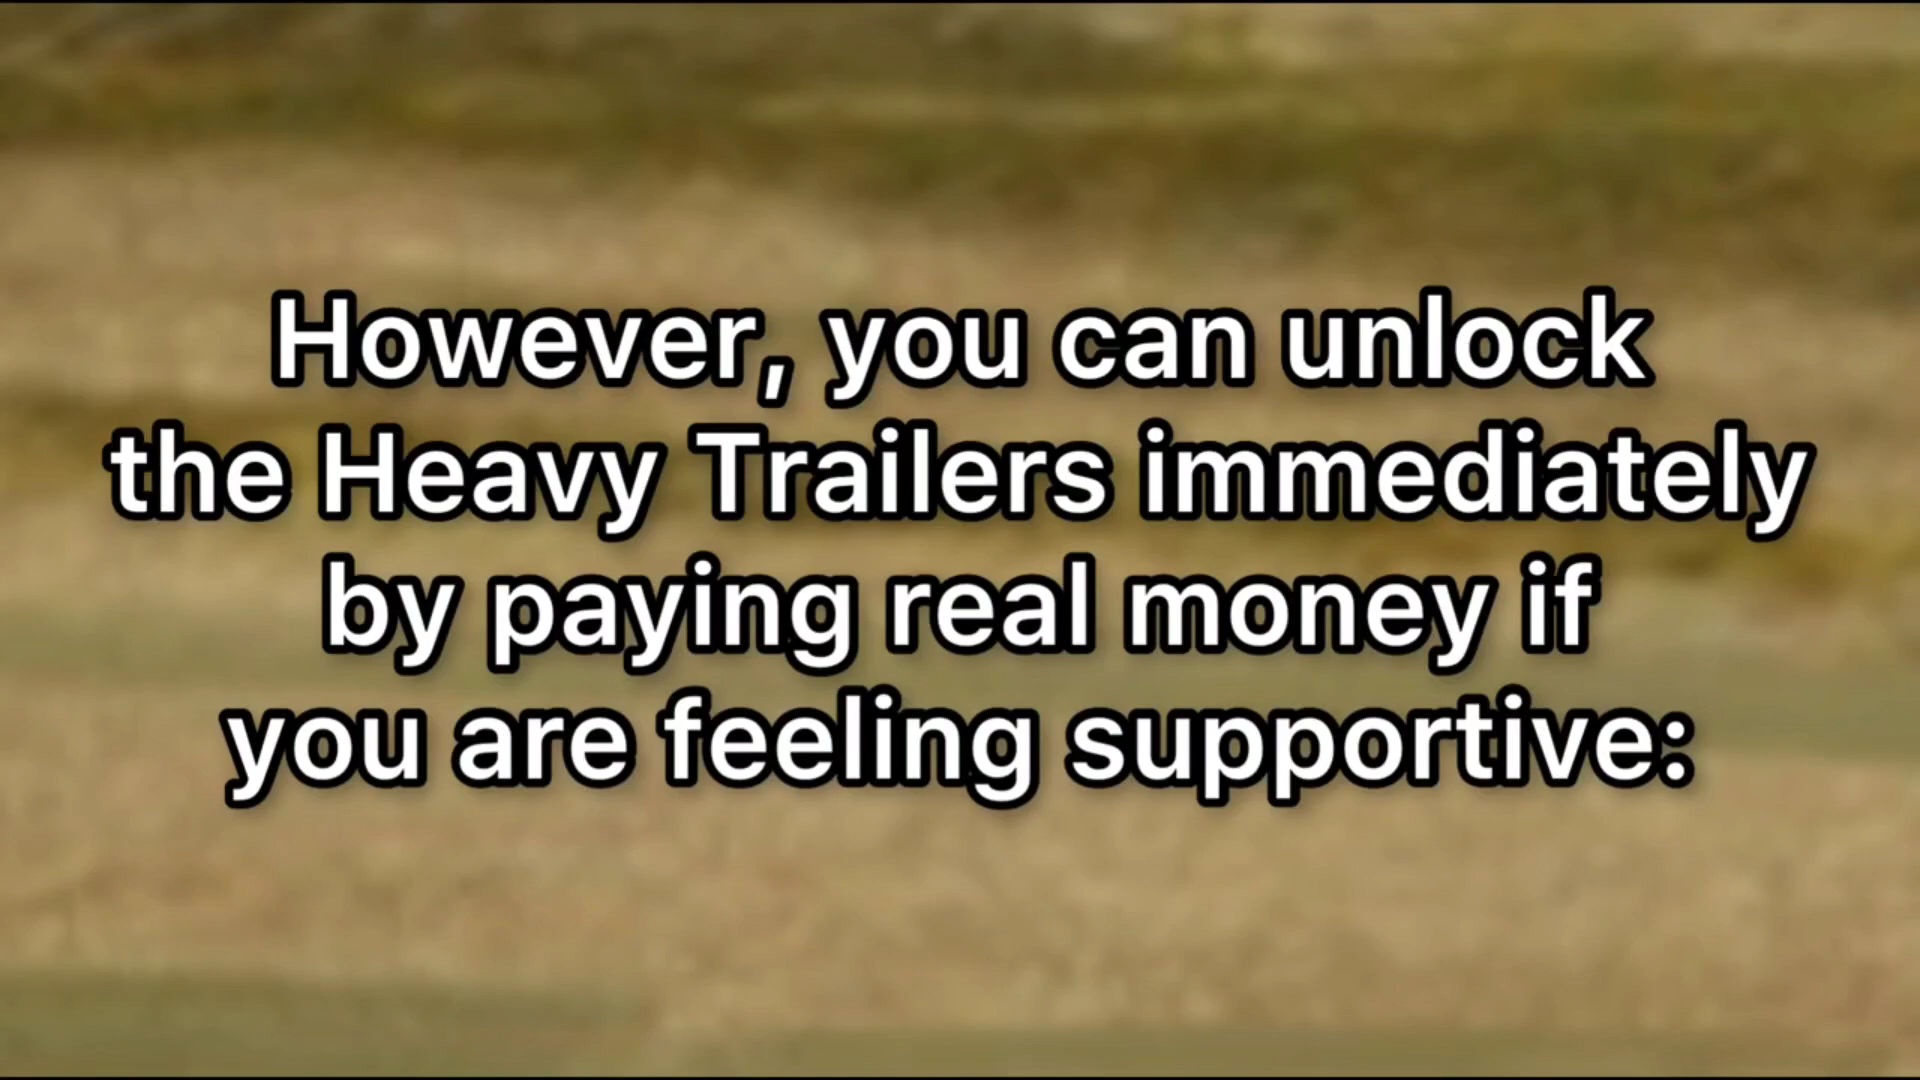 However, you can unlock
the Heavy Trailers immediately
by paying real money if
you are feeling supportive: